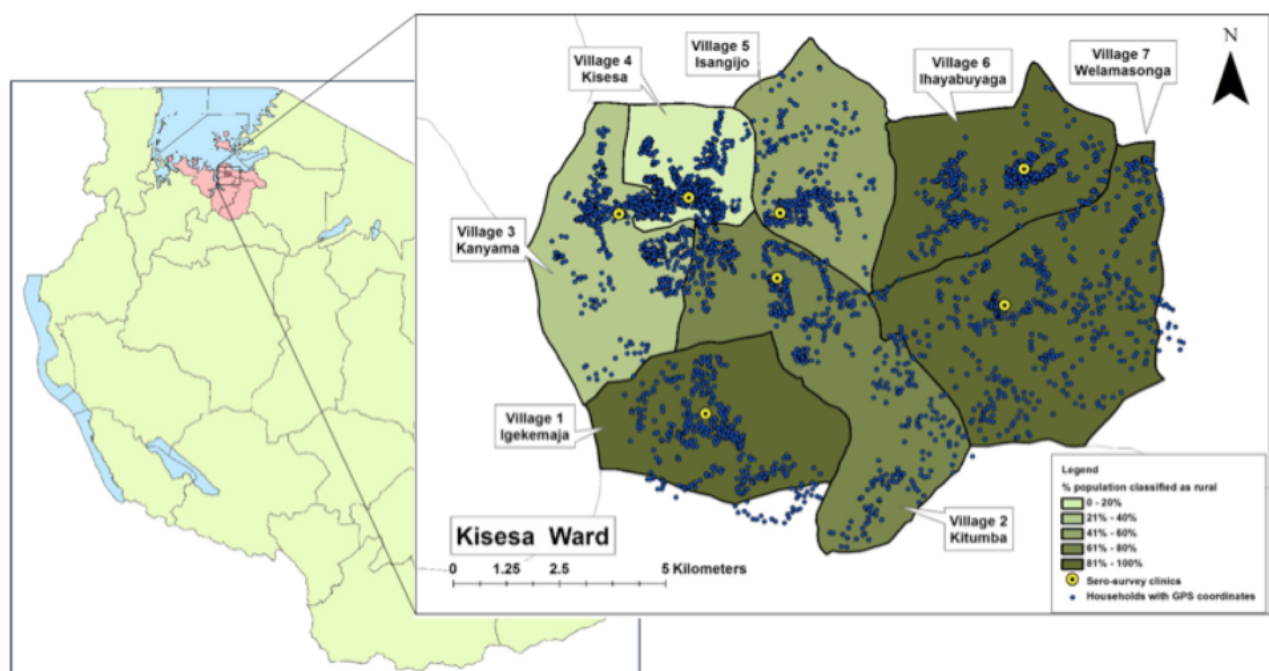 N
Village 5
Isangijo
Village 7
Welamasonga
Village 4
Kisesa
Village 6
Ihayabuyaga
Village 3
Kanyama
Village 1
Igekemaja
Village 2
Kitumba
Kisesa Ward
0 1.25 2.5 5 Kilometers
Legend
% population classified as rural
0 - 20%
21% - 40%
41% - 60%
61% - 80%
81% - 100%
Sero-survey clinics
Households with GPS coordinates